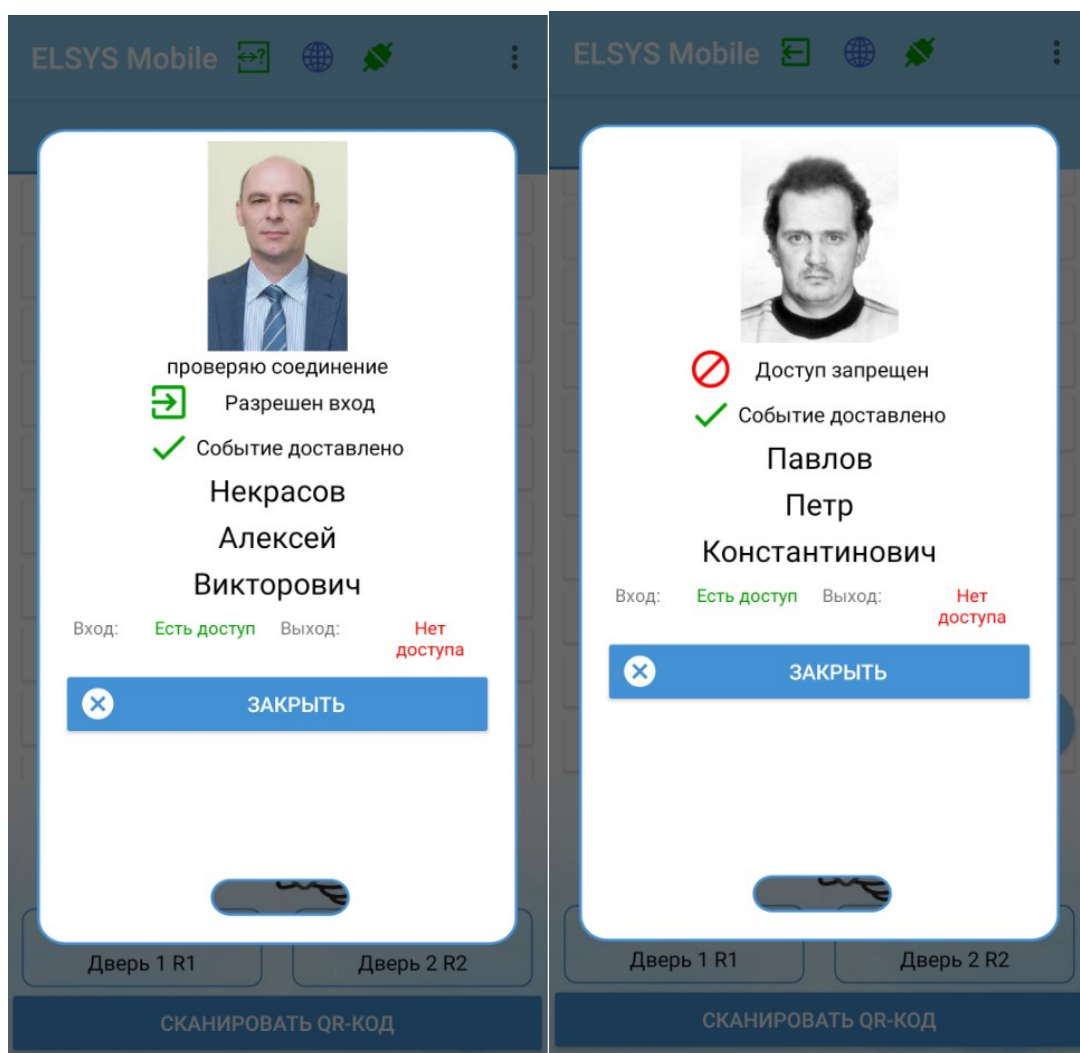 ELSYS Mobile
проверяю соединение
Разрешен вход
Событие доставлено
Некрасов
Алексей
Викторович
Вход: Есть доступ Выход: Нет
доступа
ЗАКРЫТЬ
Дверь 1 R1 Дверь 2 R2
СКАНИРОВАТЬ QR-КОД
ELSYS Mobile
Доступ запрещен
Событие доставлено
Павлов
Петр
Константинович
Вход: Есть доступ Выход: Нет
доступа
ЗАКРЫТЬ
Дверь 1 R1 Дверь 2 R2
СКАНИРОВАТЬ QR-КОД